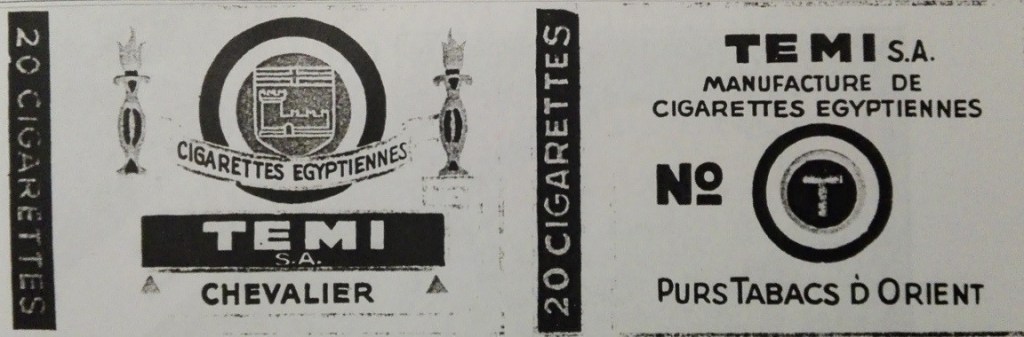 20 CIGARETTES
CIGARETTES EGYPTIENNES
TEMI
S.A.
CHEVALIER
20 CIGARETTES
TEMI S.A.
MANUFACTURE DE
CIGARETTES EGYPTIENNES
No
T
PURS TABACS D'ORIENT